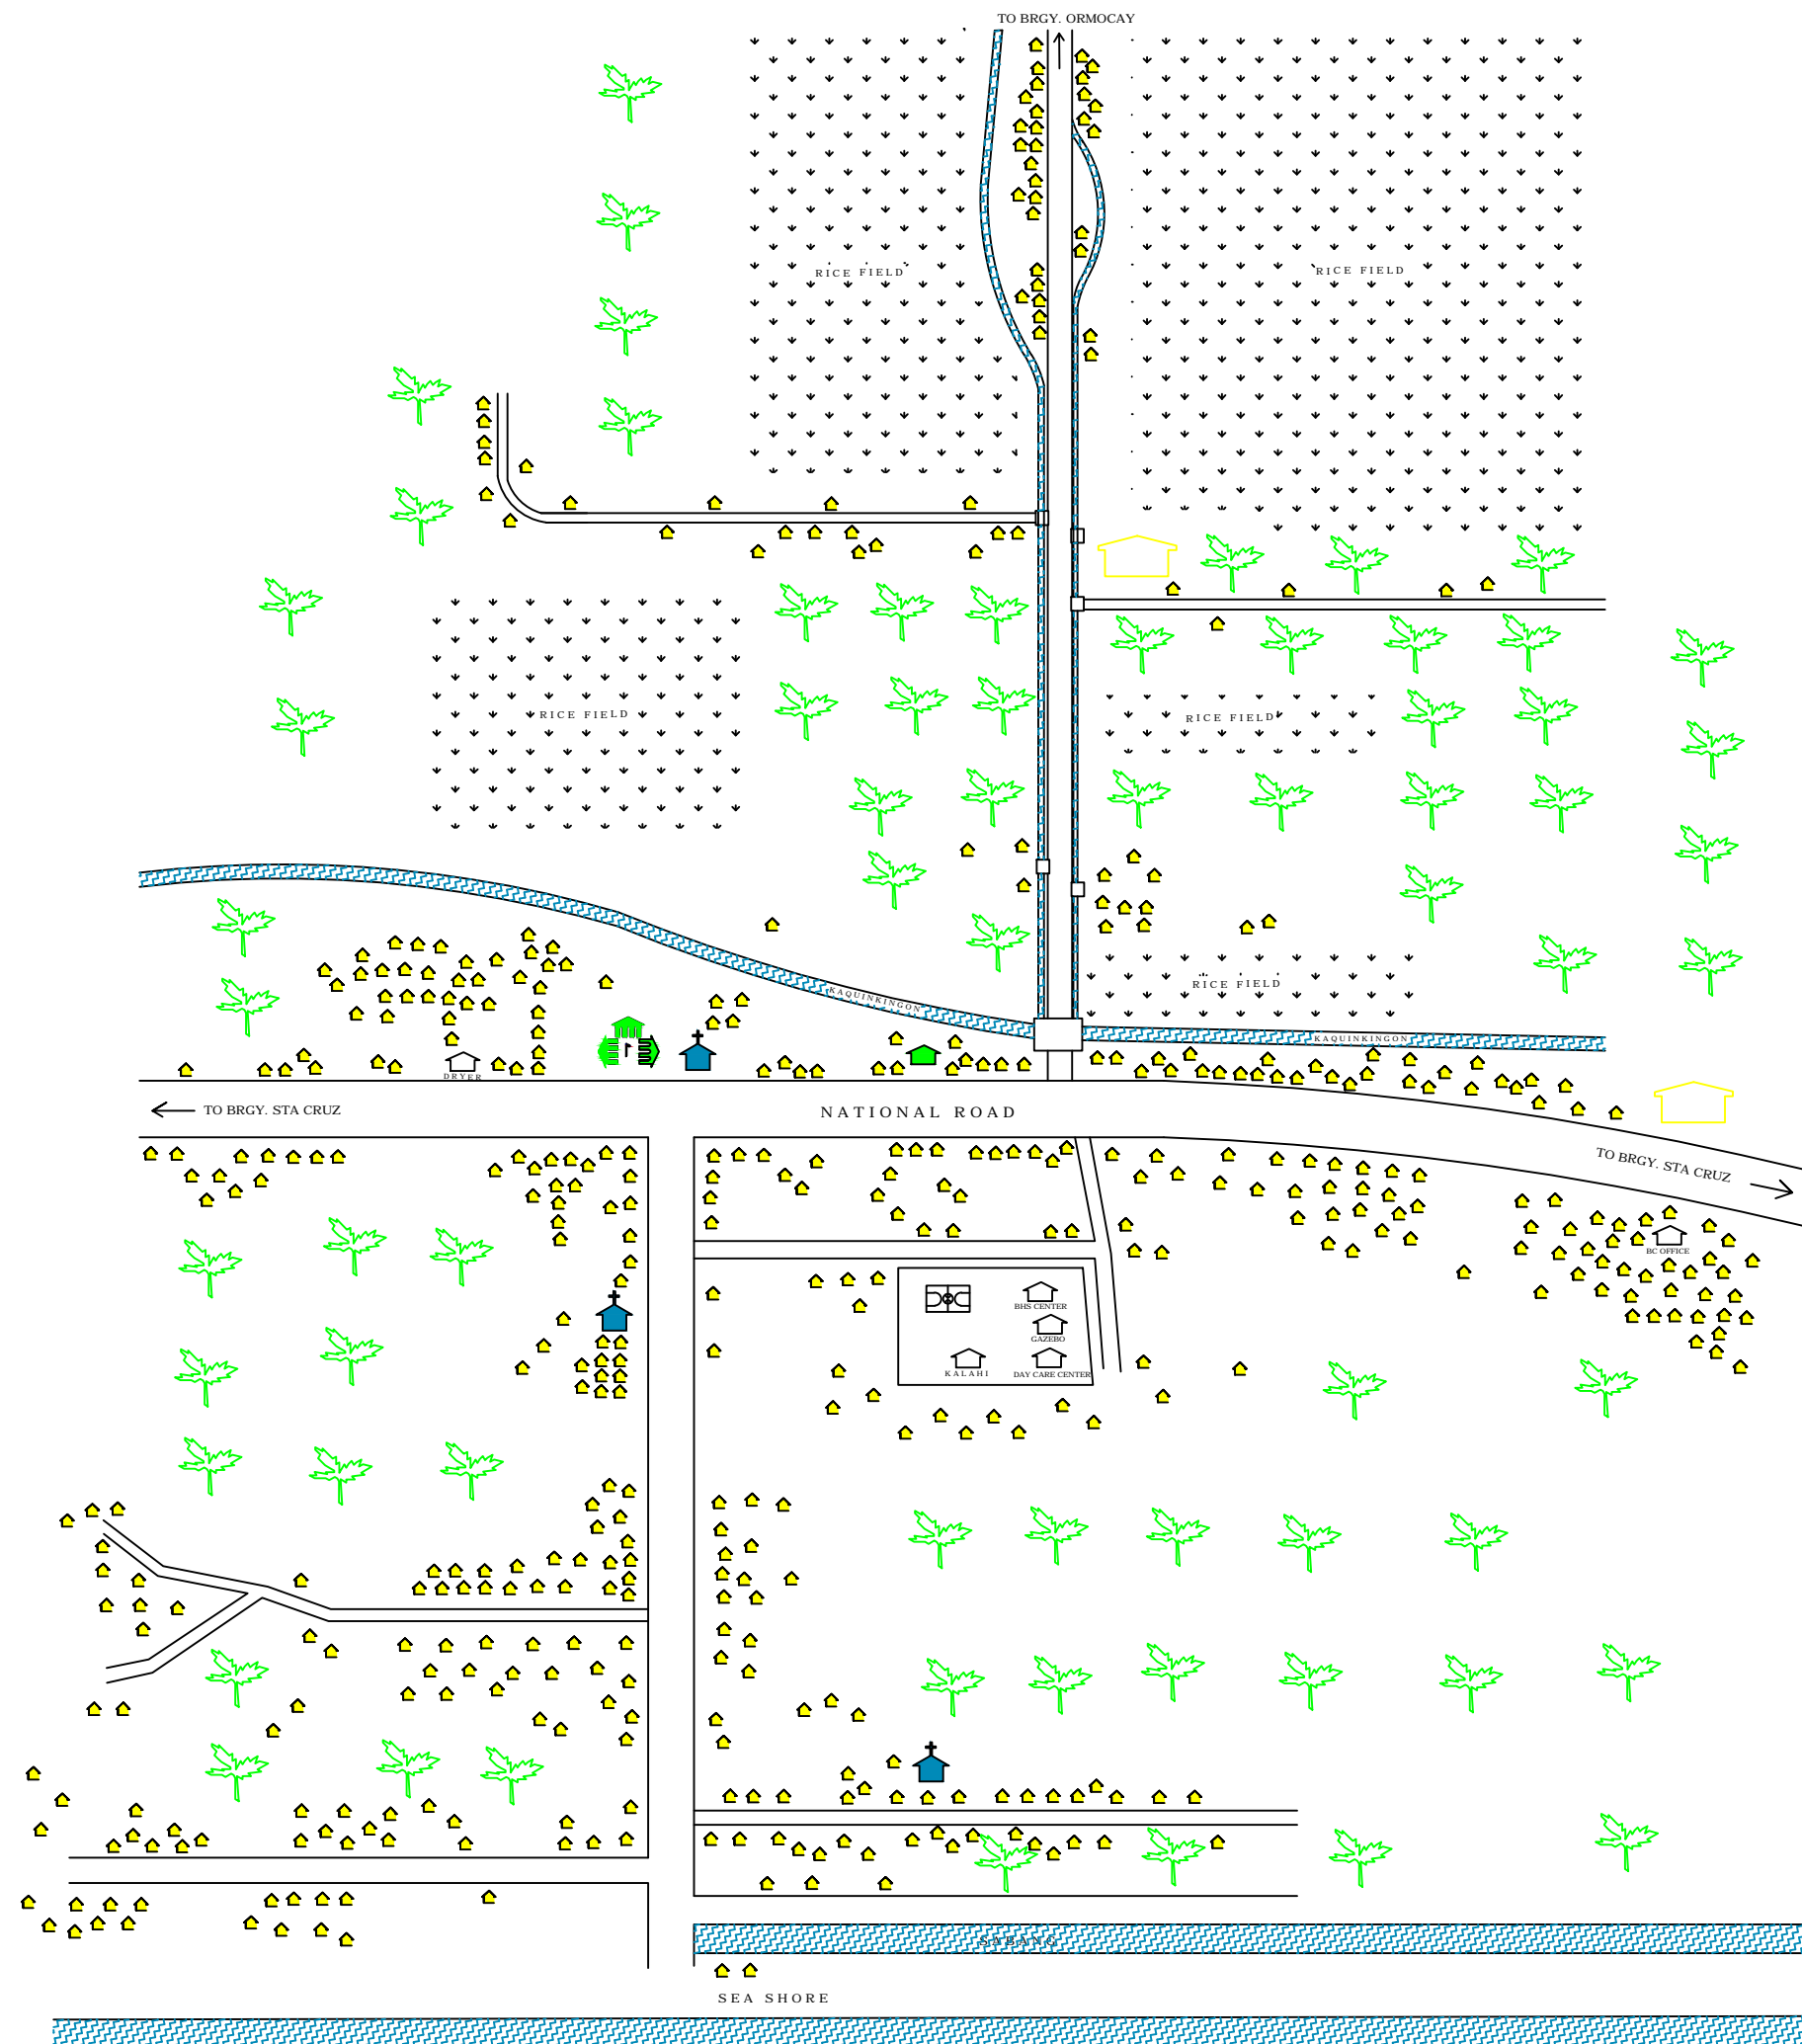 TO BRGY. ORMOCAY
RICE FIELD
RICE FIELD
RICE FIELD
RICE FIELD
RICE FIELD
KAQUINKINGON
KAQUINKINGON
DRYER
TO BRGY. STA CRUZ
NATIONAL ROAD
TO BRGY. STA CRUZ
BC OFFICE
BHS CENTER
GAZEBO
KALAHI
DAY CARE CENTER
SABANG
SEA SHORE